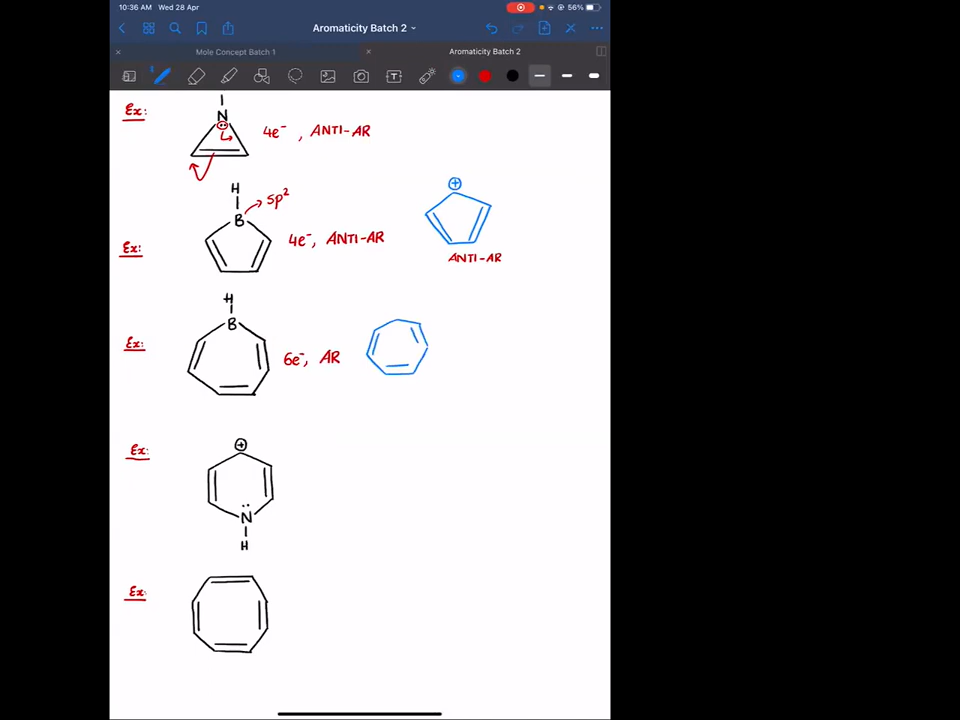 10:36 AM Wed 28 Apr
56%
Aromaticity Batch 2
Mole Concept Batch 1
Aromaticity Batch 2
T
Ex:
N
4e⁻, ANTI-AR
H
sp²
B
Ex:
4e⁻, ANTI-AR
+
ANTI-AR
H
B
Ex:
6e⁻, AR
Ex:
+
N
H
Ex: